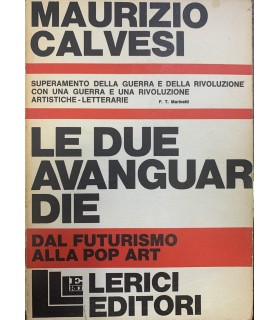 MAURIZIO
CALVESI
SUPERAMENTO DELLA GUERRA E DELLA RIVOLUZIONE
CON UNA GUERRA E UNA RIVOLUZIONE
ARTISTICHE-LETTERARIE F. T. Marinetti
LE DUE
AVANGUAR
DIE
DAL FUTURISMO
ALLA POP ART
LERICI
EDITORI